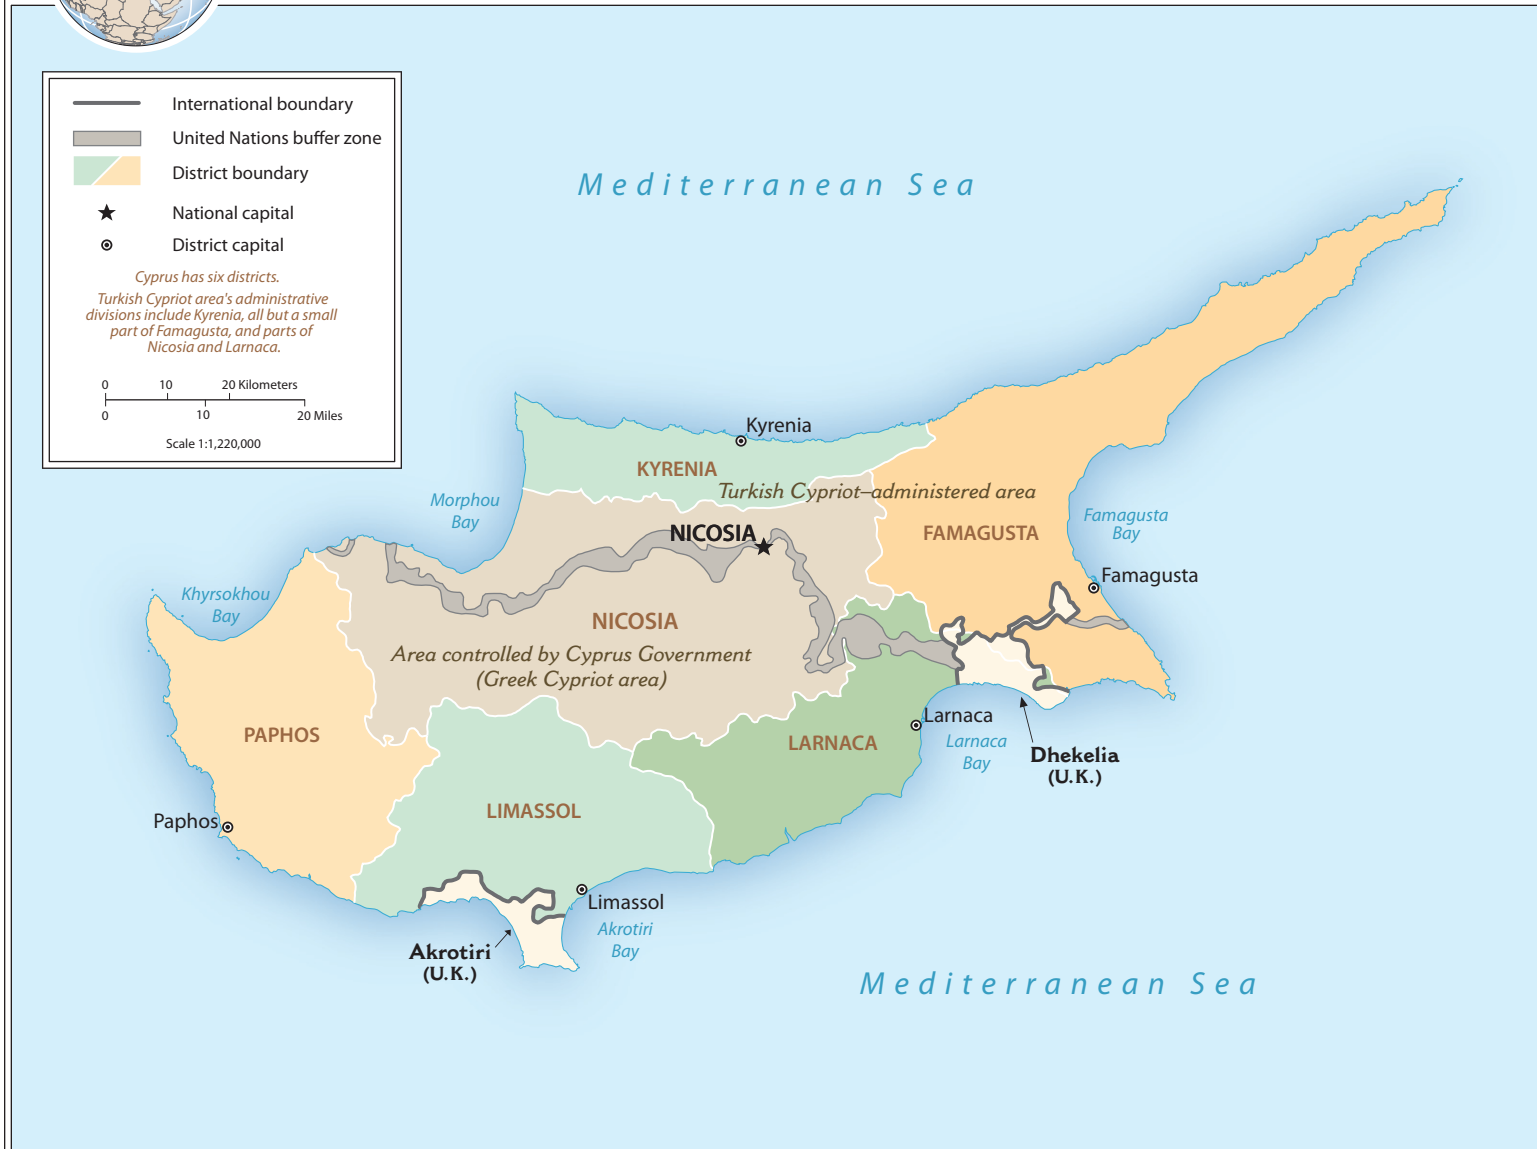 International boundary
United Nations buffer zone
District boundary
National capital
District capital
Cyprus has six districts.
Turkish Cypriot area's administrative
divisions include Kyrenia, all but a small
part of Famagusta, and parts of
Nicosia and Larnaca.
0 10 20 Kilometers
0 10 20 Miles
Scale 1:1,220,000
Mediterranean Sea
Kyrenia
KYRENIA
Turkish Cypriot–administered area
Morphou
Bay
NICOSIA
FAMAGUSTA
Famagusta
Bay
Famagusta
Khyrsokhou
Bay
NICOSIA
Area controlled by Cyprus Government
(Greek Cypriot area)
PAPHOS
LARNACA
Larnaca
Larnaca
Bay
Dhekelia
(U.K.)
LIMASSOL
Paphos
Limassol
Akrotiri
Bay
Akrotiri
(U.K.)
Mediterranean Sea